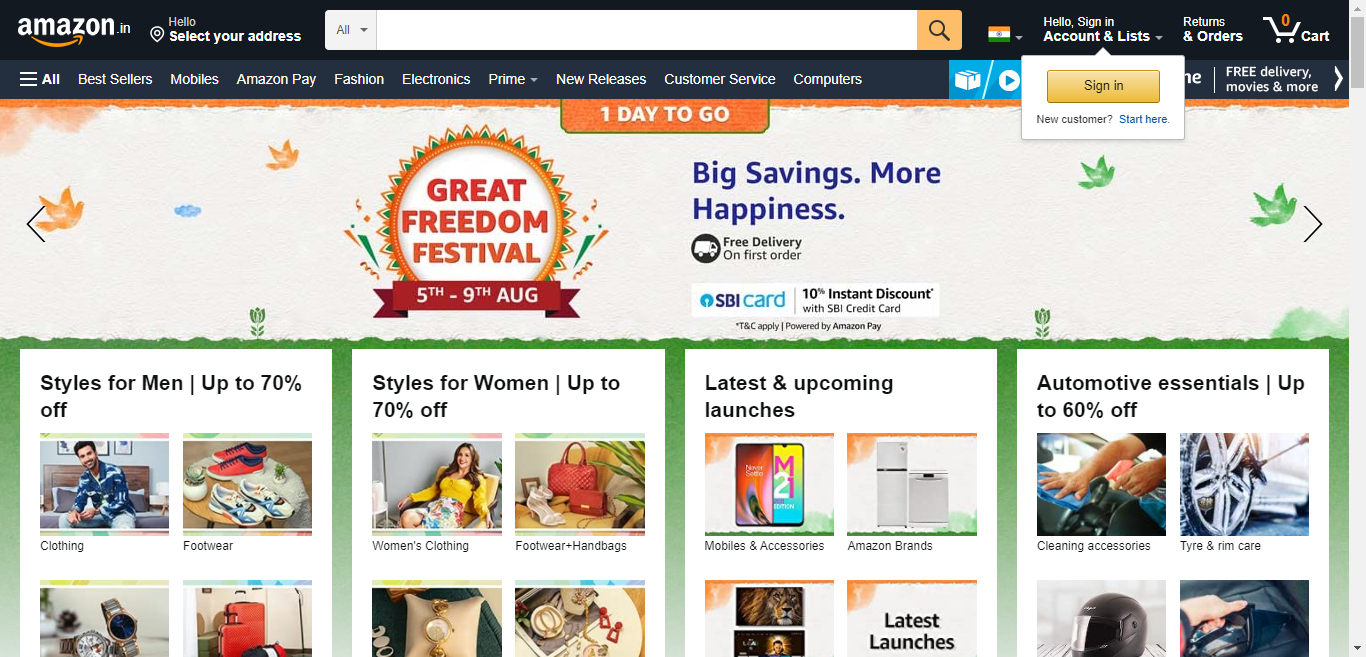 amazon.in
Hello
Select your address
All
Hello, Sign in
Account & Lists
Returns
& Orders
0
Cart
All
Best Sellers
Mobiles
Amazon Pay
Fashion
Electronics
Prime
New Releases
Customer Service
Computers
FREE delivery,
movies & more
Sign in
New customer? Start here.
1 DAY TO GO
GREAT
FREEDOM
FESTIVAL
5TH - 9TH AUG
Big Savings. More
Happiness.
Free Delivery
On first order
SBI card
10% Instant Discount*
with SBI Credit Card
*T&C apply | Powered by Amazon Pay
Styles for Men | Up to 70%
off
Clothing
Footwear
Styles for Women | Up to
70% off
Women's Clothing
Footwear+Handbags
Latest & upcoming
launches
Never
Settle
M
21
EDITION
Mobiles & Accessories
Amazon Brands
Latest
Launches
Automotive essentials | Up
to 60% off
Cleaning accessories
Tyre & rim care